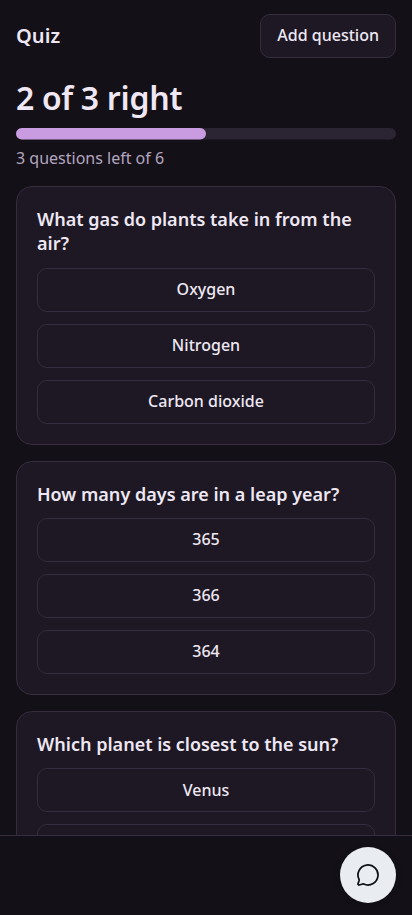 Quiz
Add question
2 of 3 right
3 questions left of 6
What gas do plants take in from the
air?
Oxygen
Nitrogen
Carbon dioxide
How many days are in a leap year?
365
366
364
Which planet is closest to the sun?
Venus